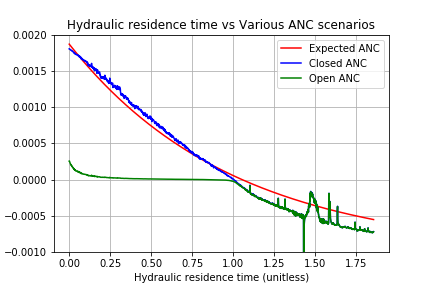 Hydraulic residence time vs Various ANC scenarios
0.0020
0.0015
0.0010
0.0005
0.0000
−0.0005
−0.0010
Expected ANC
Closed ANC
Open ANC
0.00 0.25 0.50 0.75 1.00 1.25 1.50 1.75
Hydraulic residence time (unitless)